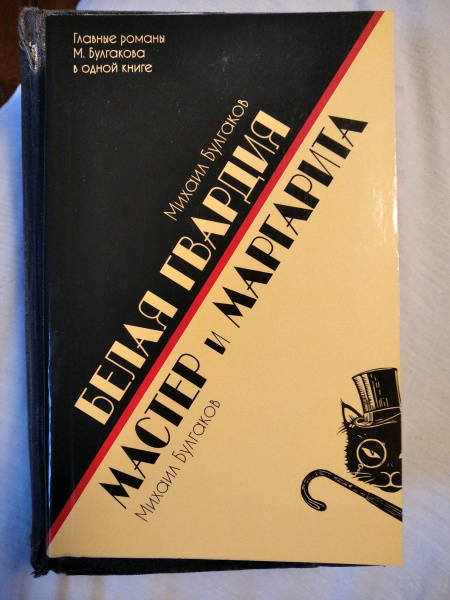 Главные романы
М. Булгакова
в одной книге
Михаил Булгаков
БЕЛАЯ ГВАРДИЯ
МАСТЕР и МАРГАРИТА
Михаил Булгаков